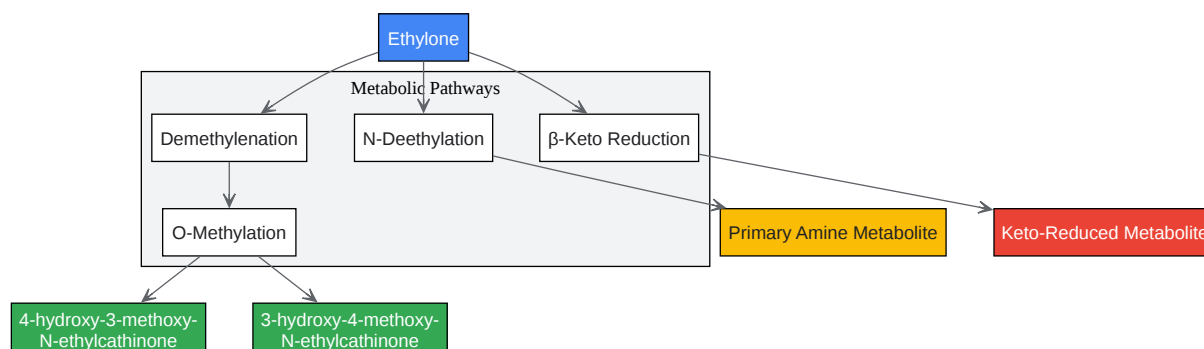 Ethylone
Metabolic Pathways
Demethylenation
N-Deethylation
β-Keto Reduction
O-Methylation
Primary Amine Metabolite
Keto-Reduced Metabolite
4-hydroxy-3-methoxy-
N-ethylcathinone
3-hydroxy-4-methoxy-
N-ethylcathinone